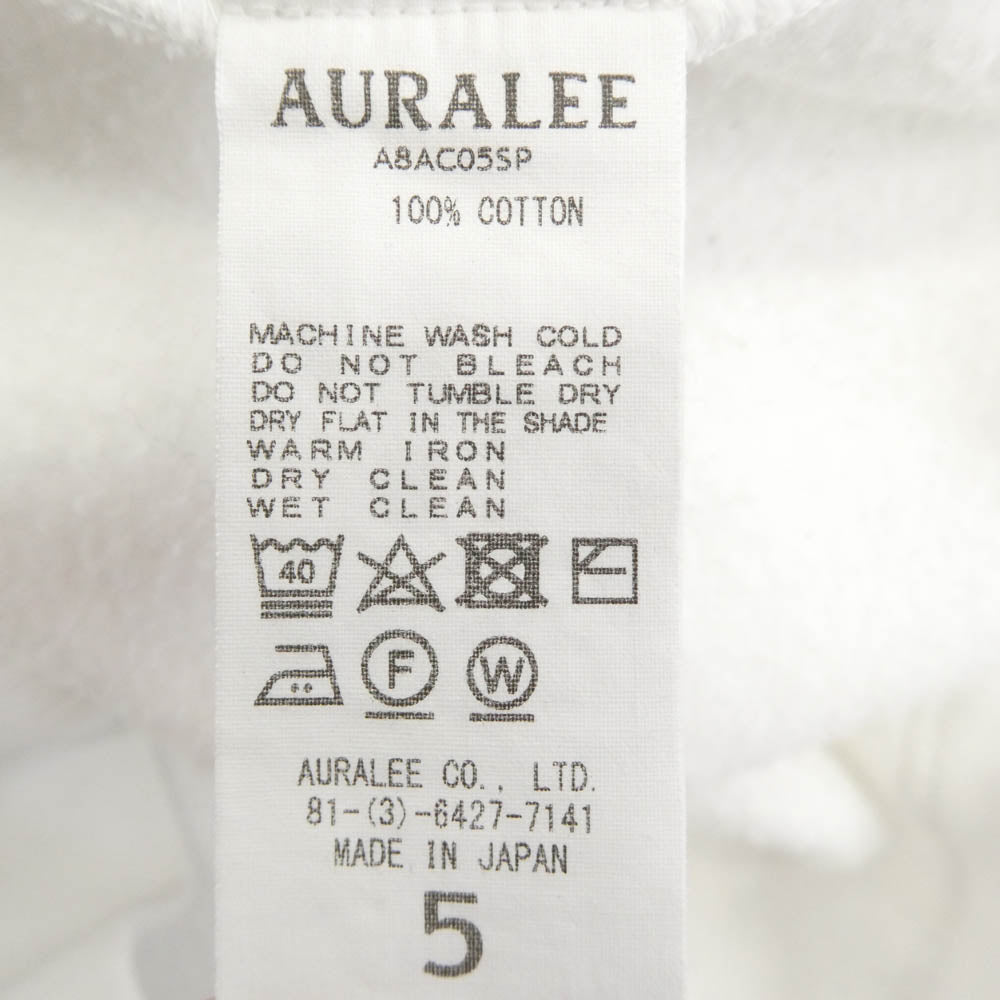 AURALEE
A8AC05SP
100% COTTON
MACHINE WASH COLD
DO NOT BLEACH
DO NOT TUMBLE DRY
DRY FLAT IN THE SHADE
WARM IRON
DRY CLEAN
WET CLEAN
40
F W
AURALEE CO., LTD.
81-(3)-6427-7141
MADE IN JAPAN
5